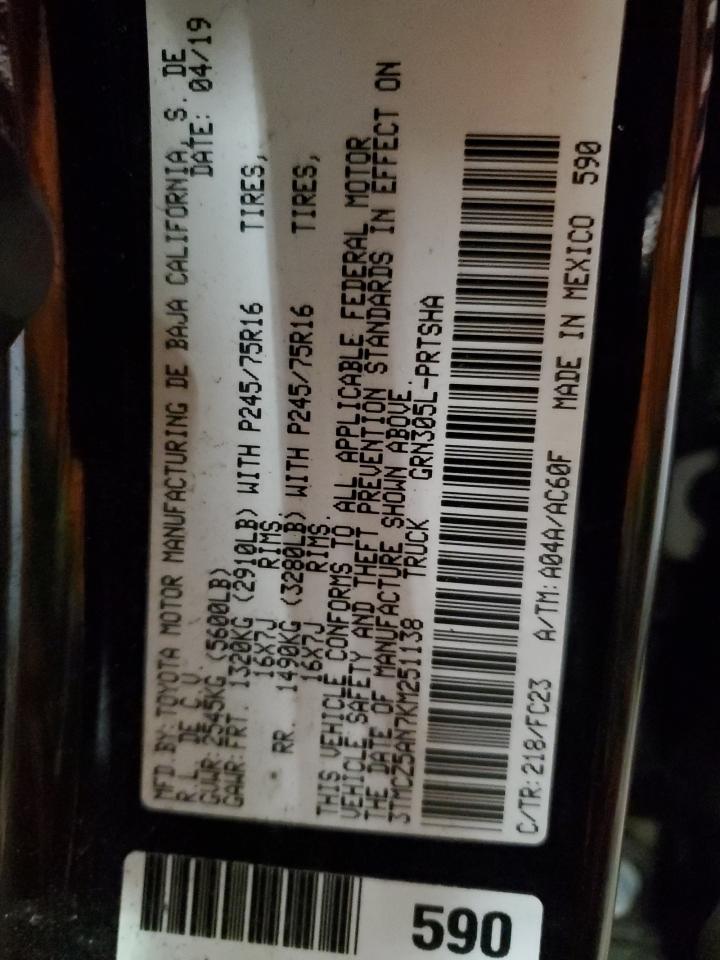 MFD.BY:TOYOTA MOTOR MANUFACTURING DE BAJA CALIFORNIA, S. DE
R.L. DE C.V. DATE: 04/19
GVWR: 2545KG (5600LB)
GAWR:FRT. 1320KG (2910LB) WITH P245/75R16 TIRES,
16X7J RIMS.
RR. 1490KG (3280LB) WITH P245/75R16 TIRES,
16X7J RIMS.
THIS VEHICLE CONFORMS TO ALL APPLICABLE FEDERAL MOTOR
VEHICLE SAFETY AND THEFT PREVENTION STANDARDS IN EFFECT ON
THE DATE OF MANUFACTURE SHOWN ABOVE.
3TMCZ5AN7KM251138 TRUCK GRN305L-PRTSHA
C/TR:218/FC23 A/TM:A04A/AC60F MADE IN MEXICO 590
590